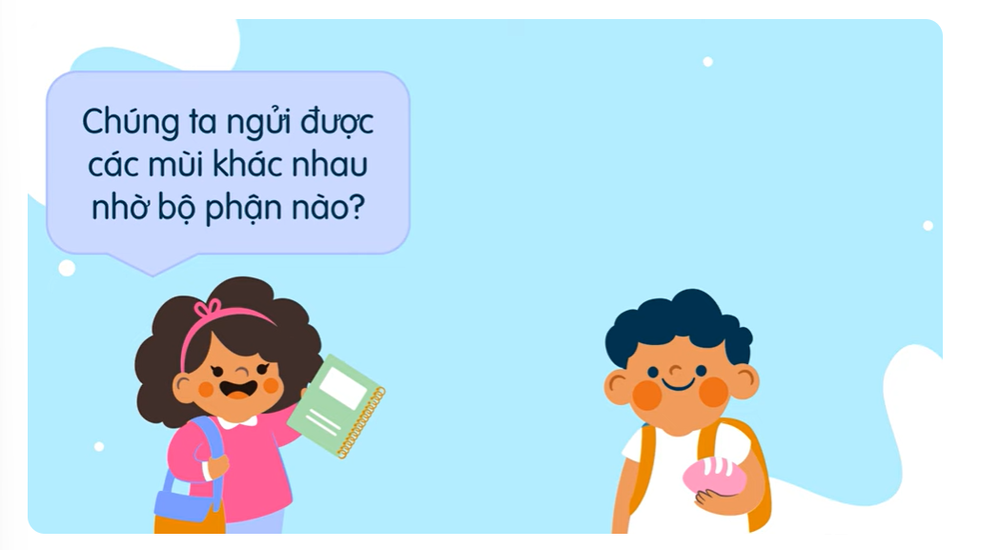 Chúng ta ngửi được
các mùi khác nhau
nhờ bộ phận nào?